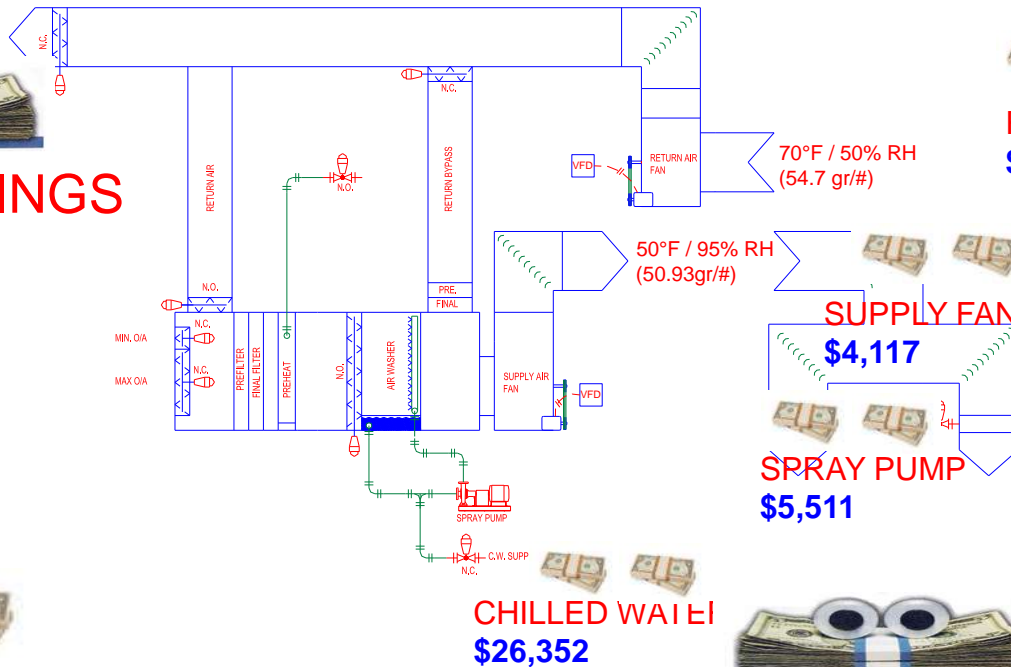 N.C.
N.C.
RETURN AIR
RETURN BYPASS
VFD
RETURN AIR
FAN
70°F / 50% RH
(54.7 gr/#)
$
INGS
N.O.
50°F / 95% RH
(50.93gr/#)
N.O.
PRE.
FINAL
SUPPLY FAN
$4,117
MIN. O/A
N.C.
MAX O/A
N.C.
PREFILTER
FINAL FILTER
PREHEAT
N.O.
AIR WASHER
SUPPLY AIR
FAN
VFD
SPRAY PUMP
$5,511
SPRAY PUMP
C.W. SUPP
N.C.
CHILLED WATE
$26,352